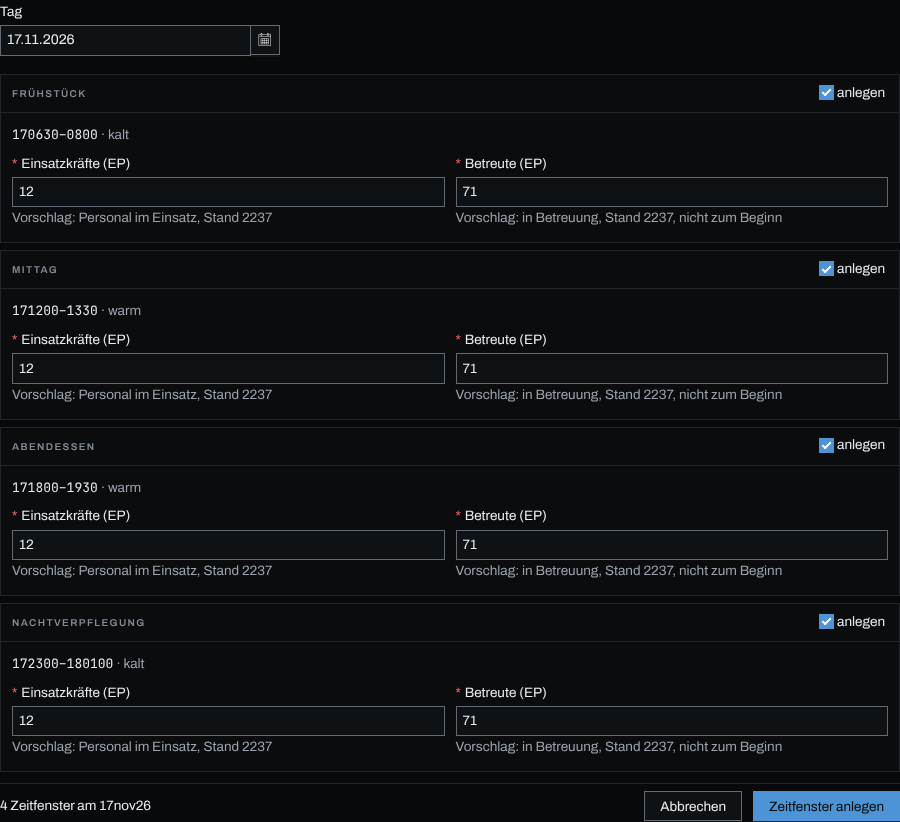 Tag
17.11.2026
FRÜHSTÜCK
anlegen
170630–0800 · kalt
* Einsatzkräfte (EP)
* Betreute (EP)
12
71
Vorschlag: Personal im Einsatz, Stand 2237
Vorschlag: in Betreuung, Stand 2237, nicht zum Beginn
MITTAG
anlegen
171200–1330 · warm
* Einsatzkräfte (EP)
* Betreute (EP)
12
71
Vorschlag: Personal im Einsatz, Stand 2237
Vorschlag: in Betreuung, Stand 2237, nicht zum Beginn
ABENDESSEN
anlegen
171800–1930 · warm
* Einsatzkräfte (EP)
* Betreute (EP)
12
71
Vorschlag: Personal im Einsatz, Stand 2237
Vorschlag: in Betreuung, Stand 2237, nicht zum Beginn
NACHTVERPFLEGUNG
anlegen
172300–180100 · kalt
* Einsatzkräfte (EP)
* Betreute (EP)
12
71
Vorschlag: Personal im Einsatz, Stand 2237
Vorschlag: in Betreuung, Stand 2237, nicht zum Beginn
4 Zeitfenster am 17nov26
Abbrechen
Zeitfenster anlegen